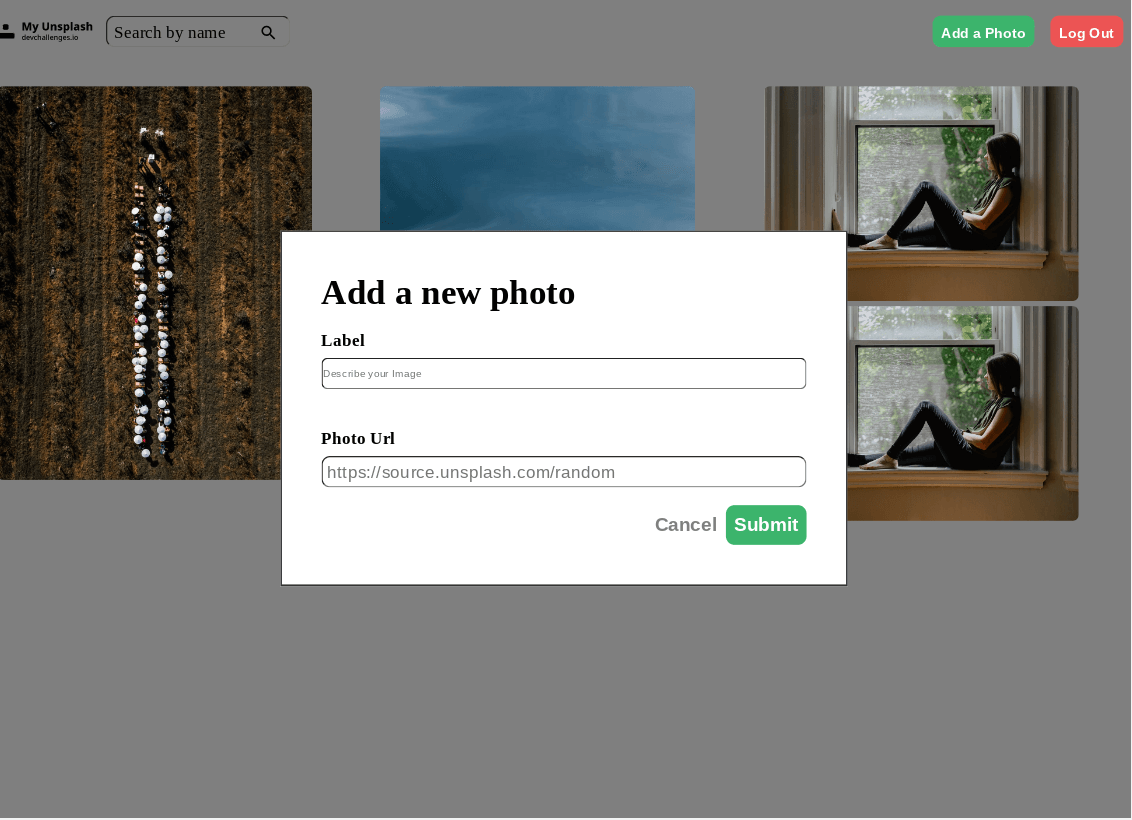 My Unsplash
devchallenges.io
Search by name
Add a Photo
Log Out
Add a new photo
Label
Describe your Image
Photo Url
https://source.unsplash.com/random
Cancel
Submit